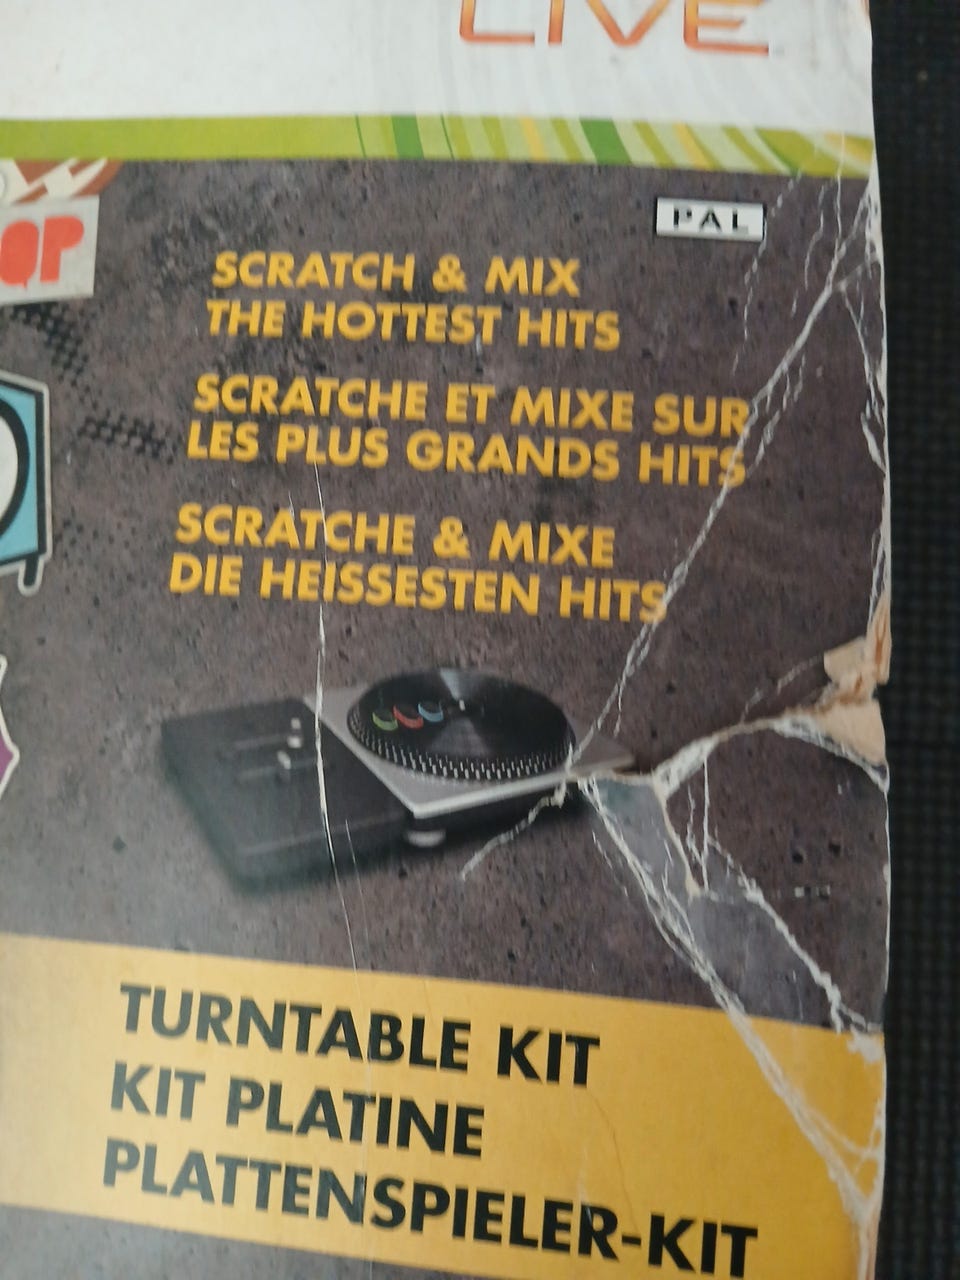 LIVE
OP
PAL
SCRATCH & MIX
THE HOTTEST HITS
SCRATCHE ET MIXE SUR
LES PLUS GRANDS HITS
SCRATCHE & MIXE
DIE HEISSESTEN HITS
TURNTABLE KIT
KIT PLATINE
PLATTENSPIELER-KIT